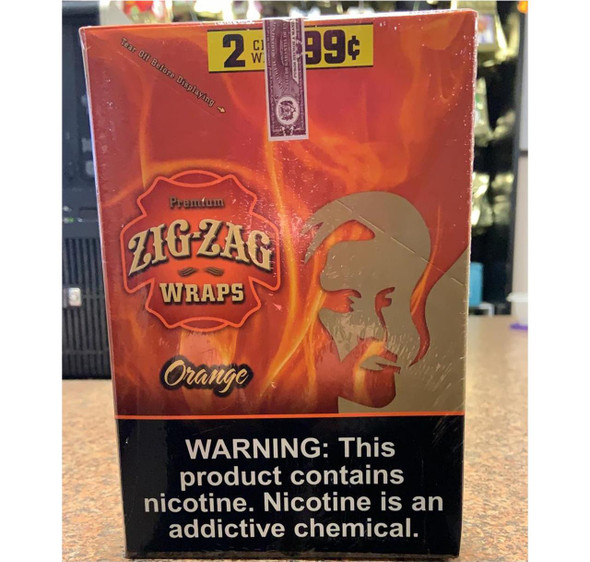 Tear Off Before Displaying
2 99¢
Premium
ZIG-ZAG
WRAPS
Orange
WARNING: This
product contains
nicotine. Nicotine is an
addictive chemical.